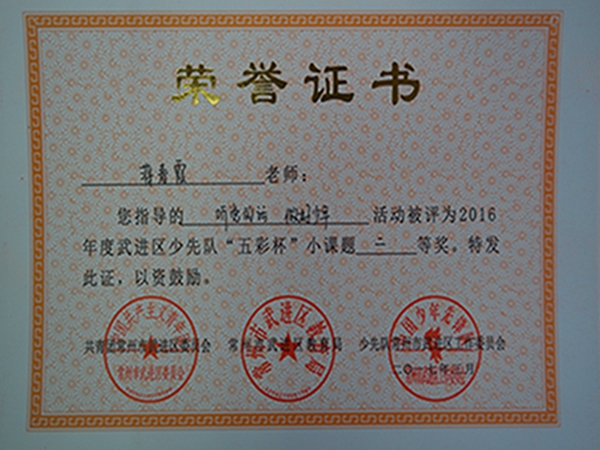 荣誉证书
蒋春霞 老师：
您指导的 活动被评为2016
年度武进区少先队“五彩杯”小课题 二 等奖。特发
此证，以资鼓励。
共青团常州市武进区委员会 常州市武进区教育局 少先队常州市武进区工作委员会
二〇一七年三月